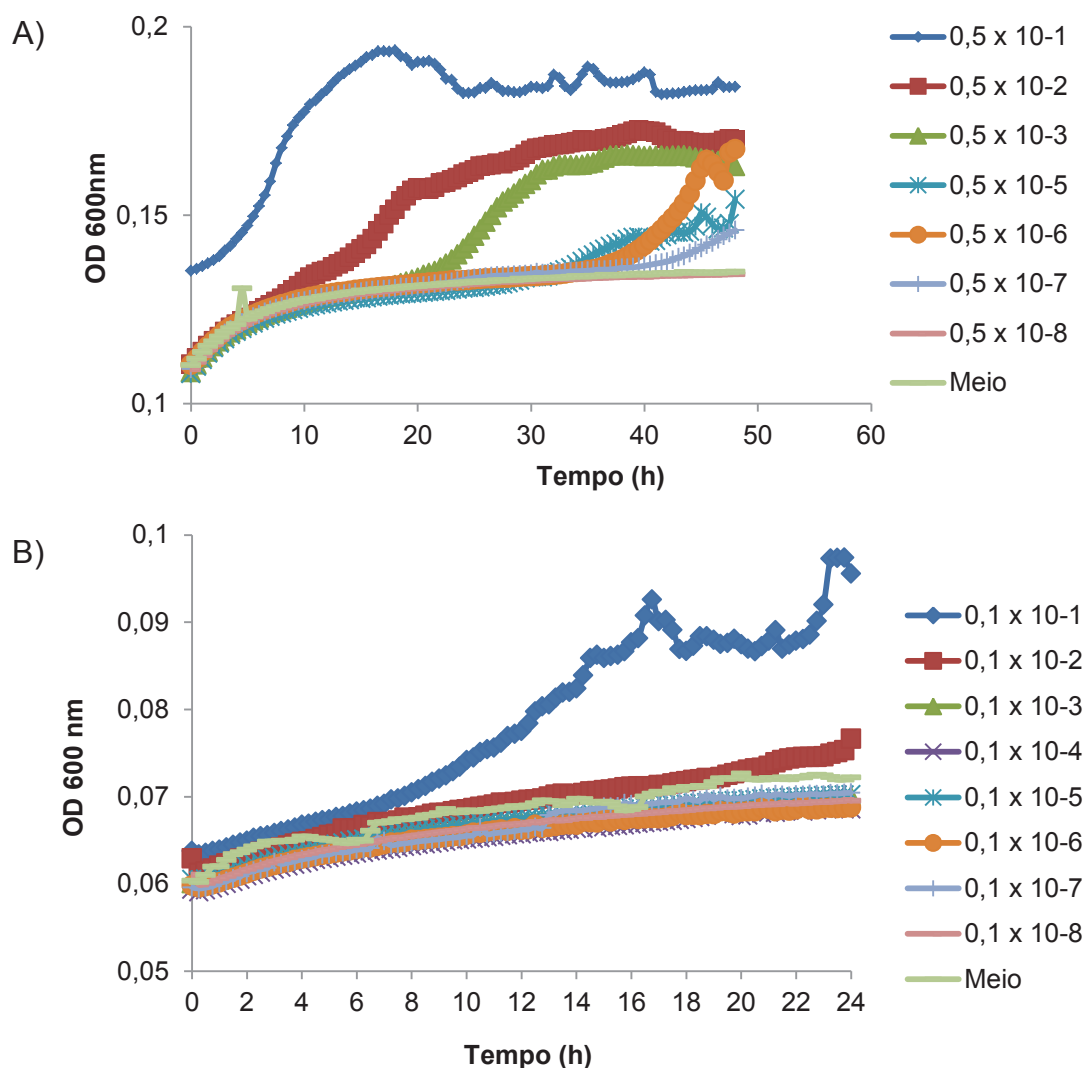 A)
0,2
0,15
0,1
OD 600nm
0
10
20
30
40
50
60
Tempo (h)
0,5 x 10-1
0,5 x 10-2
0,5 x 10-3
0,5 x 10-5
0,5 x 10-6
0,5 x 10-7
0,5 x 10-8
Meio
B)
0,1
0,09
0,08
0,07
0,06
0,05
OD 600 nm
0
2
4
6
8
10
12
14
16
18
20
22
24
Tempo (h)
0,1 x 10-1
0,1 x 10-2
0,1 x 10-3
0,1 x 10-4
0,1 x 10-5
0,1 x 10-6
0,1 x 10-7
0,1 x 10-8
Meio